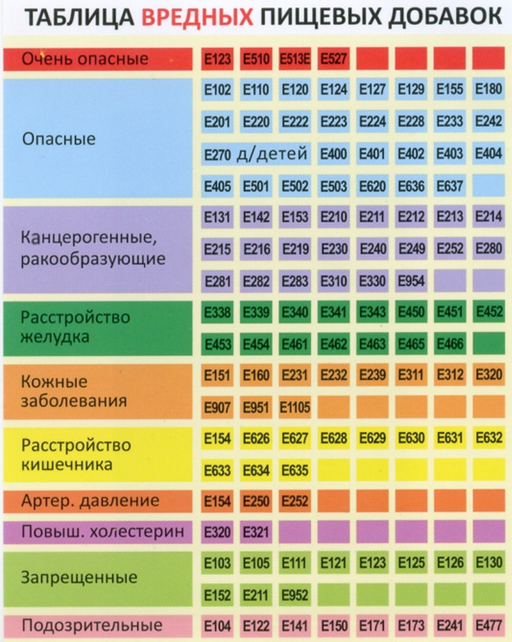 ТАБЛИЦА ВРЕДНЫХ ПИЩЕВЫХ ДОБАВОК
Очень опасные E123 E510 E513E E527
Опасные
E102 E110 E120 E124 E127 E129 E155 E180
E201 E220 E222 E223 E224 E228 E233 E242
E270 д/детей E400 E401 E402 E403 E404
E405 E501 E502 E503 E620 E636 E637
Канцерогенные,
ракообразующие
E131 E142 E153 E210 E211 E212 E213 E214
E215 E216 E219 E230 E240 E249 E252 E280
E281 E282 E283 E310 E330 E954
Расстройство
желудка
E338 E339 E340 E341 E343 E450 E451 E452
E453 E454 E461 E462 E463 E465 E466
Кожные
заболевания
E151 E160 E231 E232 E239 E311 E312 E320
E907 E951 E1105
Расстройство
кишечника
E154 E626 E627 E628 E629 E630 E631 E632
E633 E634 E635
Артер. давление E154 E250 E252
Повыш. холестерин E320 E321
Запрещенные
E103 E105 E111 E121 E123 E125 E126 E130
E152 E211 E952
Подозрительные E104 E122 E141 E150 E171 E173 E241 E477